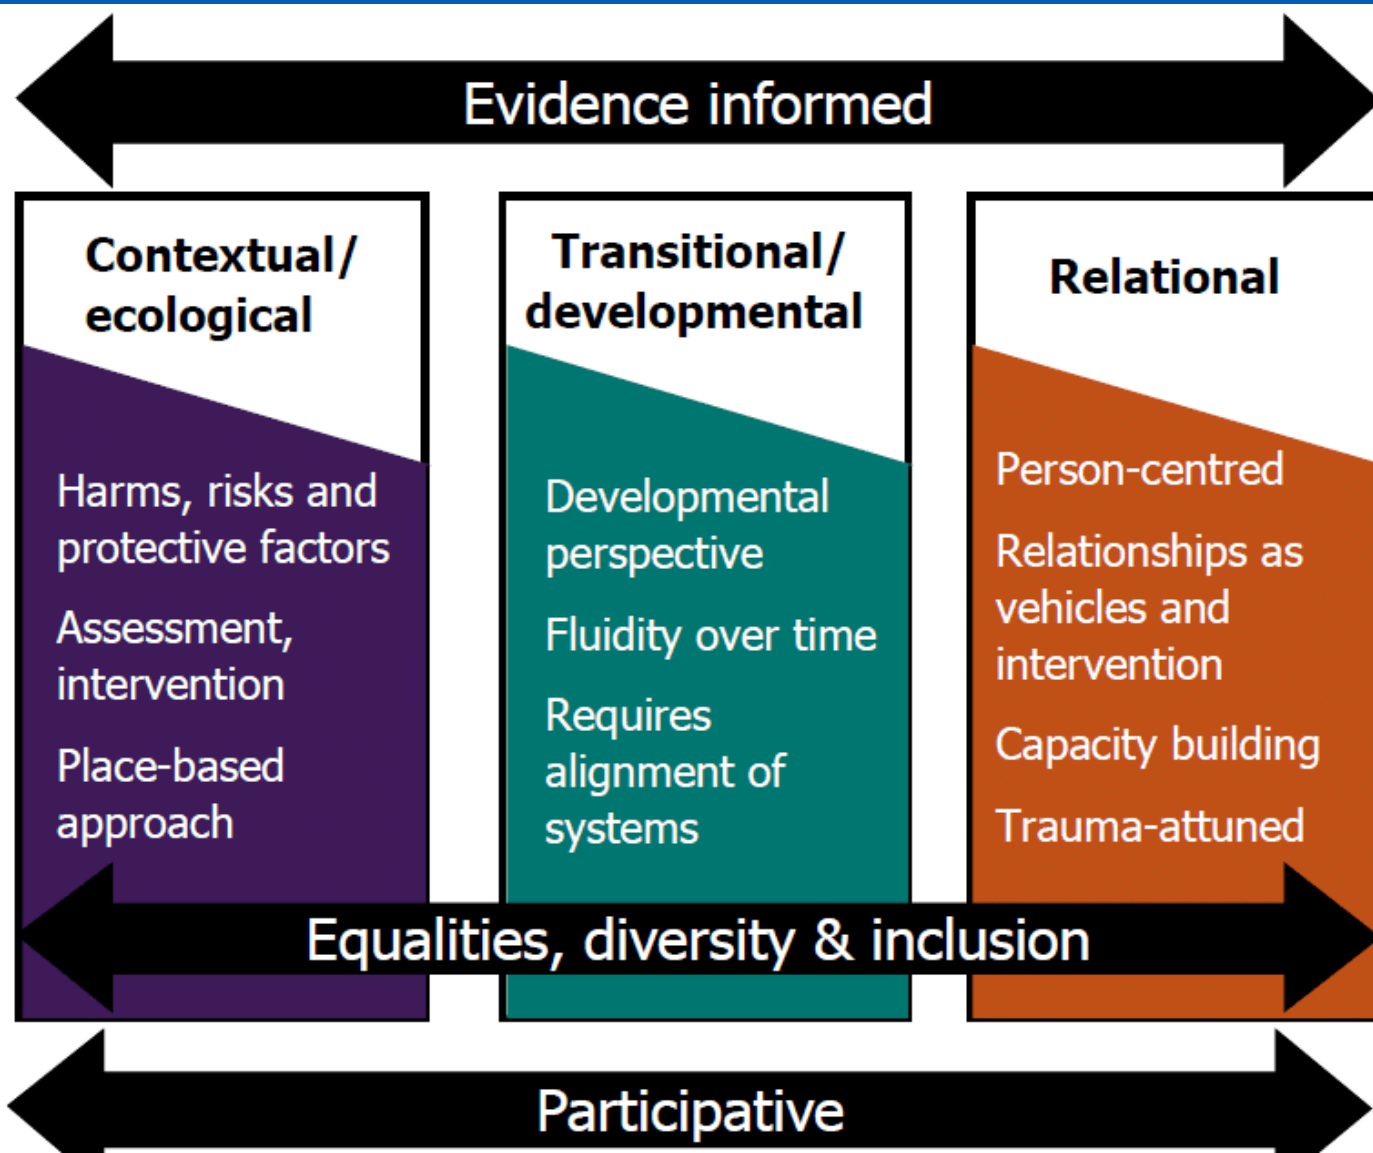 Evidence informed
Contextual/
ecological
Harms, risks and
protective factors
Assessment,
intervention
Place-based
approach
Transitional/
developmental
Developmental
perspective
Fluidity over time
Requires
alignment of
systems
Relational
Person-centred
Relationships as
vehicles and
intervention
Capacity building
Trauma-attuned
Equalities, diversity & inclusion
Participative